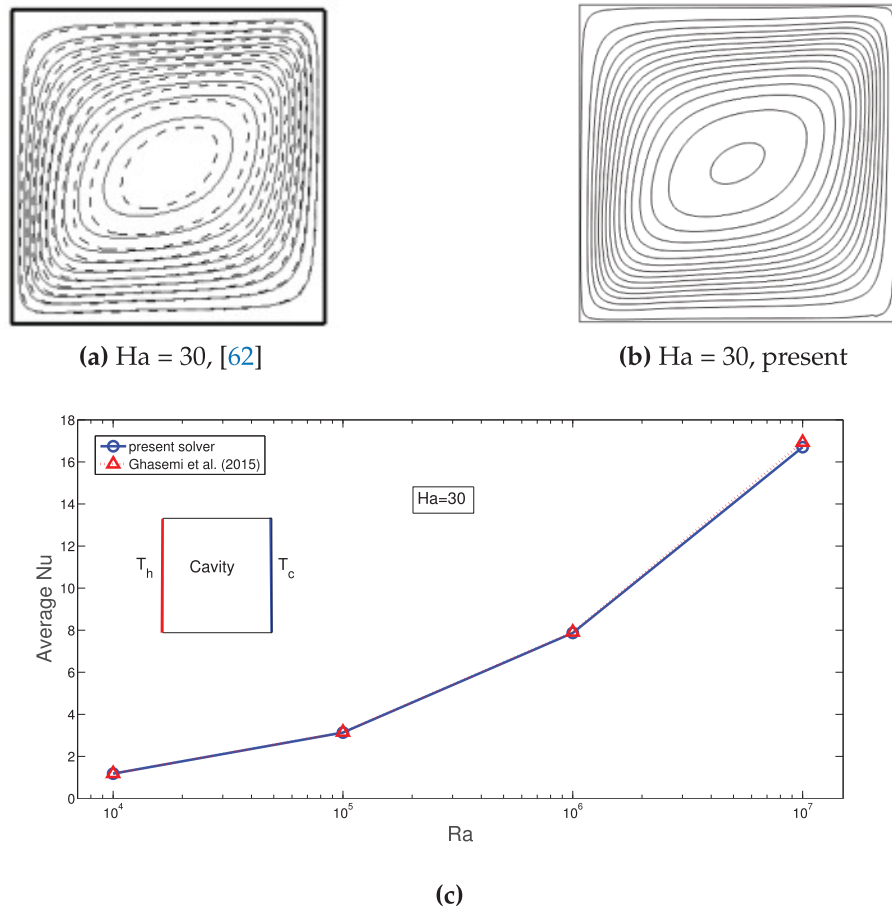 (a) Ha = 30, [62]
(b) Ha = 30, present
18
16
14
12
10
8
6
4
2
0
Average Nu
present solver
Ghasemi et al. (2015)
Ha=30
T_h
Cavity
T_c
10^4
10^5
10^6
10^7
Ra
(c)